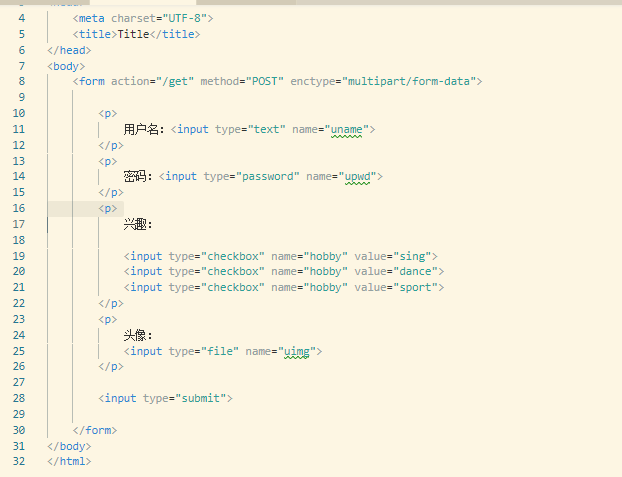 4 <meta charset="UTF-8">
5 <title>Title</title>
6 </head>
7 <body>
8 <form action="/get" method="POST" enctype="multipart/form-data">
9
10 <p>
11 用户名：<input type="text" name="uname">
12 </p>
13 <p>
14 密码：<input type="password" name="upwd">
15 </p>
16 <p>
17 兴趣：
18
19 <input type="checkbox" name="hobby" value="sing">
20 <input type="checkbox" name="hobby" value="dance">
21 <input type="checkbox" name="hobby" value="sport">
22 </p>
23 <p>
24 头像：
25 <input type="file" name="uimg">
26 </p>
27
28 <input type="submit">
29
30 </form>
31 </body>
32 </html>